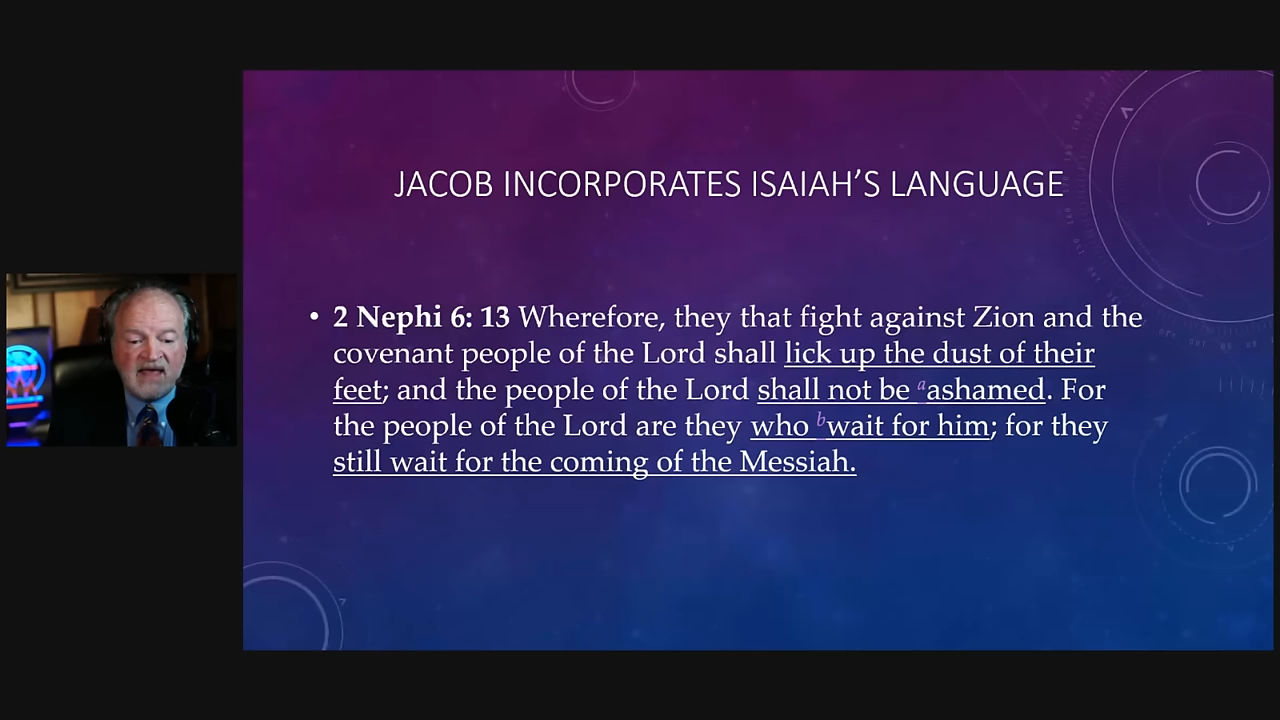 JACOB INCORPORATES ISAIAH'S LANGUAGE
• 2 Nephi 6: 13 Wherefore, they that fight against Zion and the
covenant people of the Lord shall lick up the dust of their
feet; and the people of the Lord shall not be aashamed. For
the people of the Lord are they who bwait for him; for they
still wait for the coming of the Messiah.